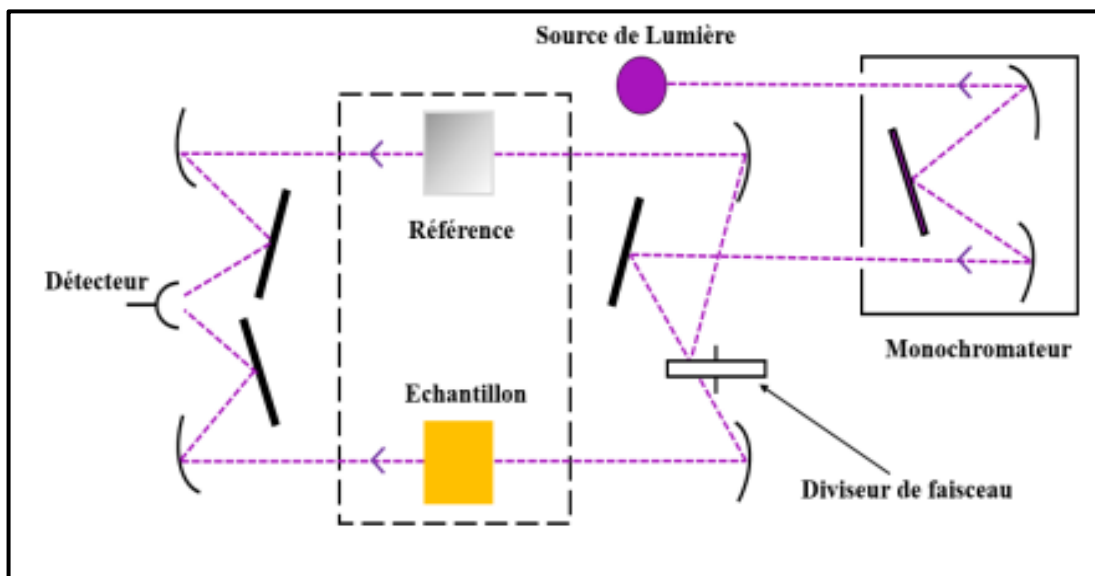 Source de Lumière
Référence
Détecteur
Monochromateur
Echantillon
Diviseur de faisceau